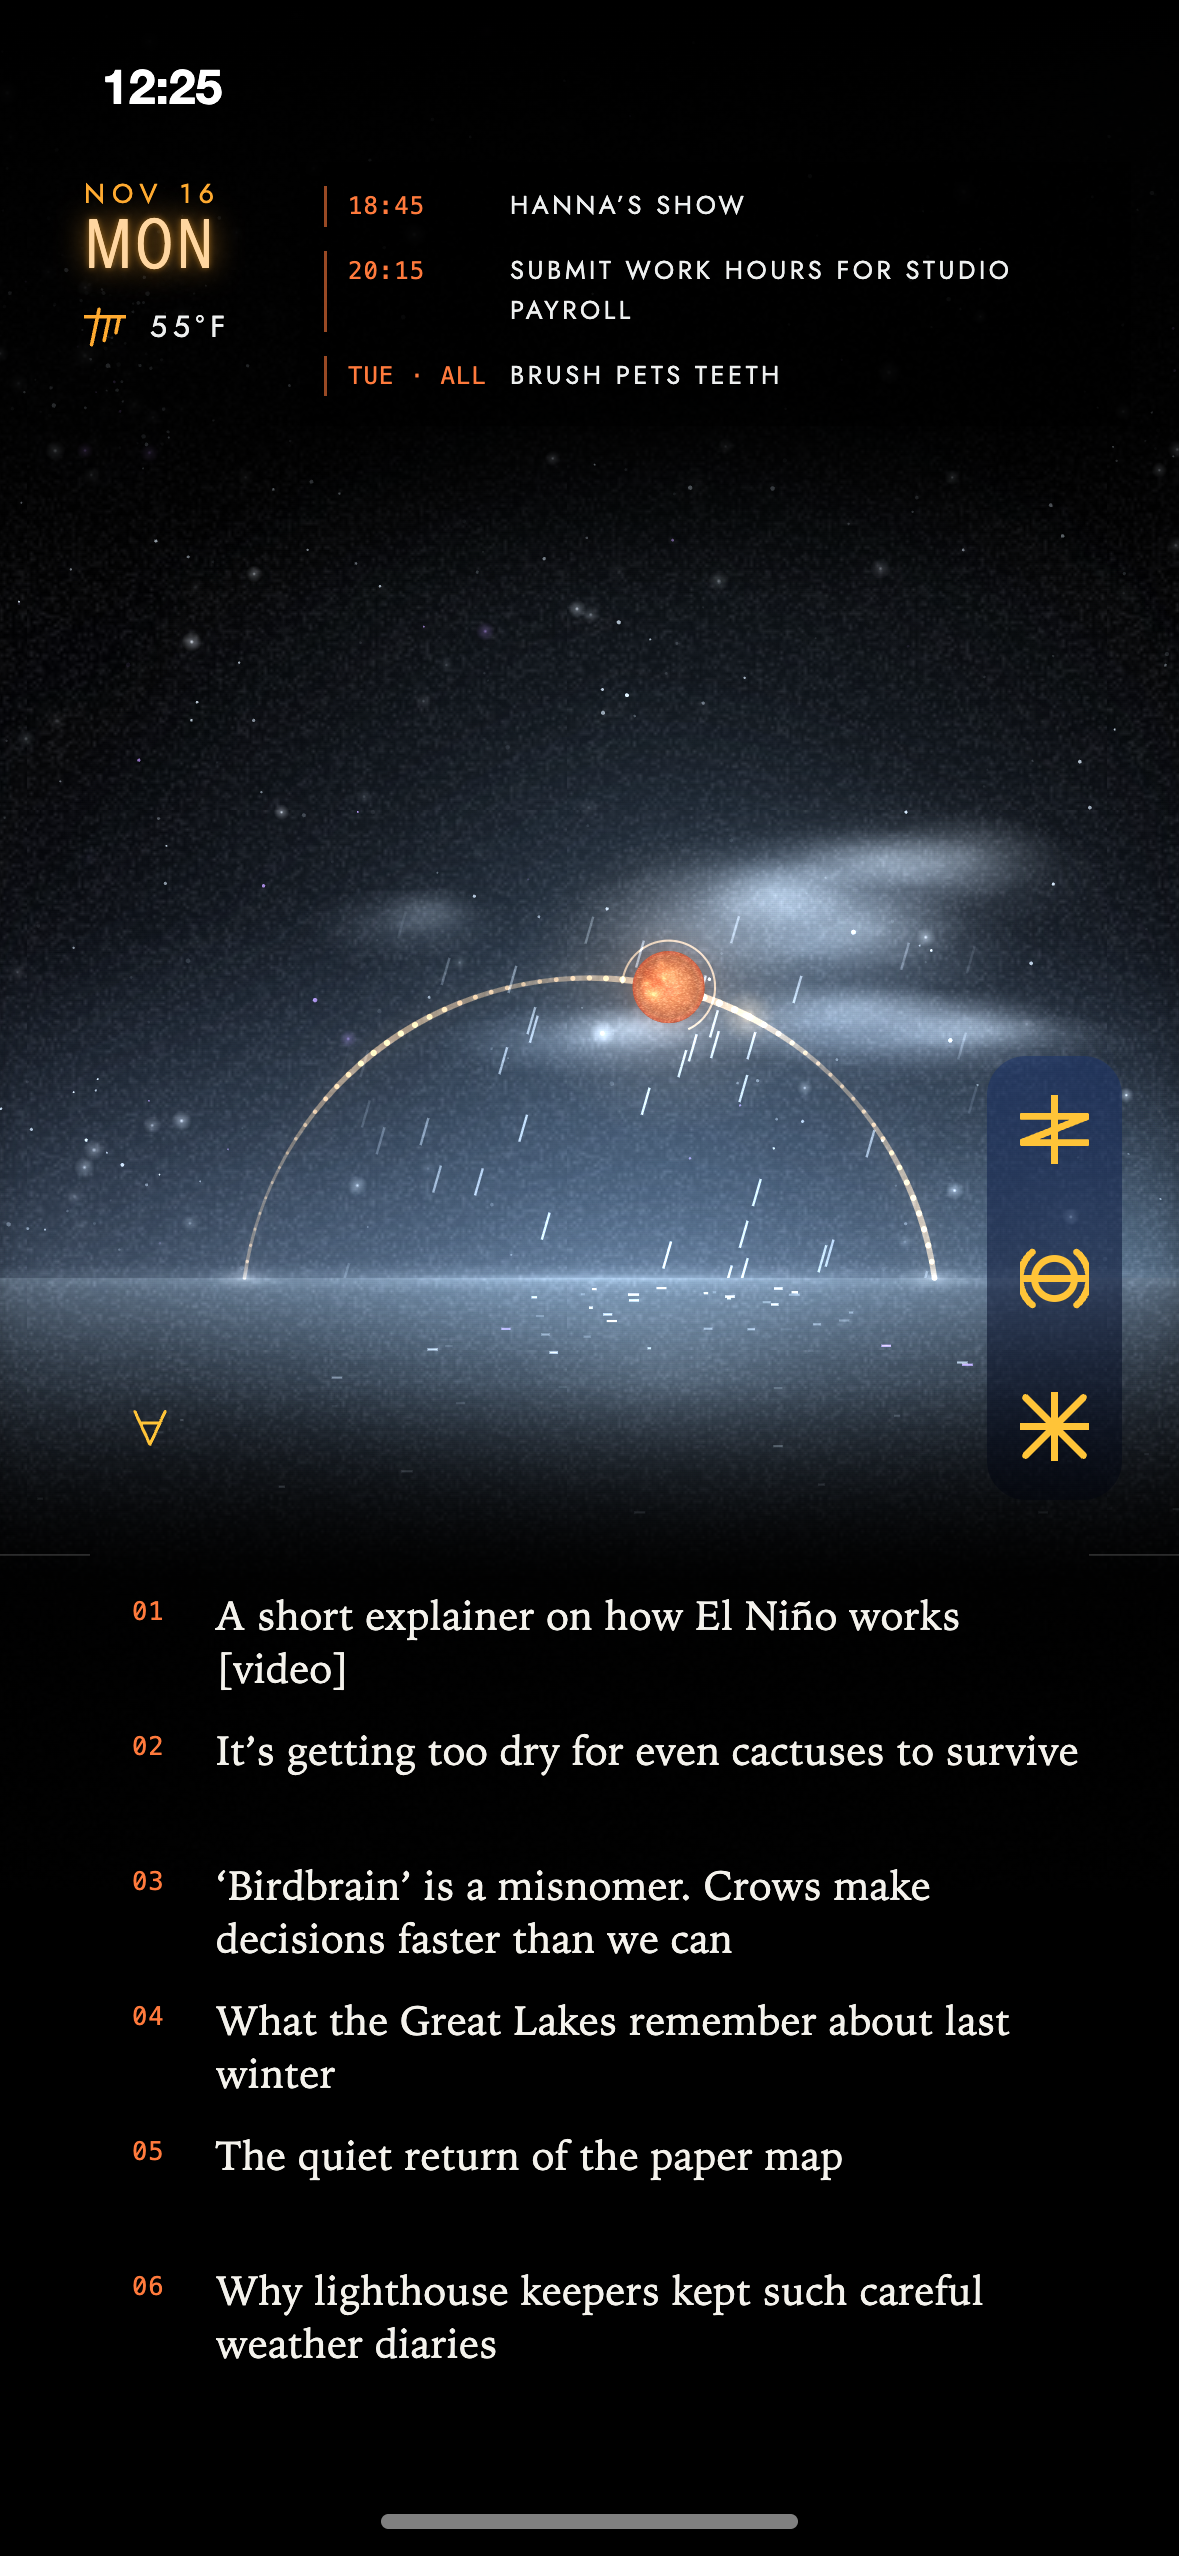 12:25
NOV 16
MON
55°F
18:45 HANNA’S SHOW
20:15 SUBMIT WORK HOURS FOR STUDIO
PAYROLL
TUE · ALL BRUSH PETS TEETH
01 A short explainer on how El Niño works
[video]
02 It’s getting too dry for even cactuses to survive
03 ‘Birdbrain’ is a misnomer. Crows make
decisions faster than we can
04 What the Great Lakes remember about last
winter
05 The quiet return of the paper map
06 Why lighthouse keepers kept such careful
weather diaries